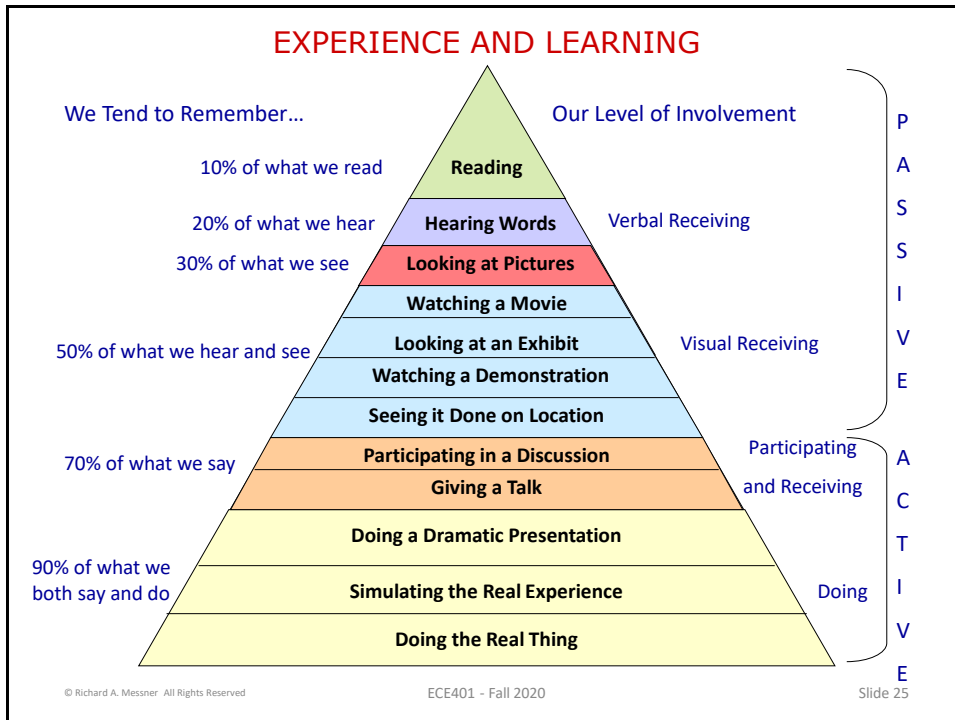 EXPERIENCE AND LEARNING
We Tend to Remember…
Our Level of Involvement
10% of what we read
Reading
20% of what we hear
Hearing Words
Verbal Receiving
30% of what we see
Looking at Pictures
Watching a Movie
50% of what we hear and see
Looking at an Exhibit
Visual Receiving
Watching a Demonstration
Seeing it Done on Location
P
A
S
S
I
V
E
70% of what we say
Participating in a Discussion
Participating
Giving a Talk
and Receiving
Doing a Dramatic Presentation
90% of what we
both say and do
Simulating the Real Experience
Doing
Doing the Real Thing
A
C
T
I
V
E
© Richard A. Messner All Rights Reserved
ECE401 - Fall 2020
Slide 25